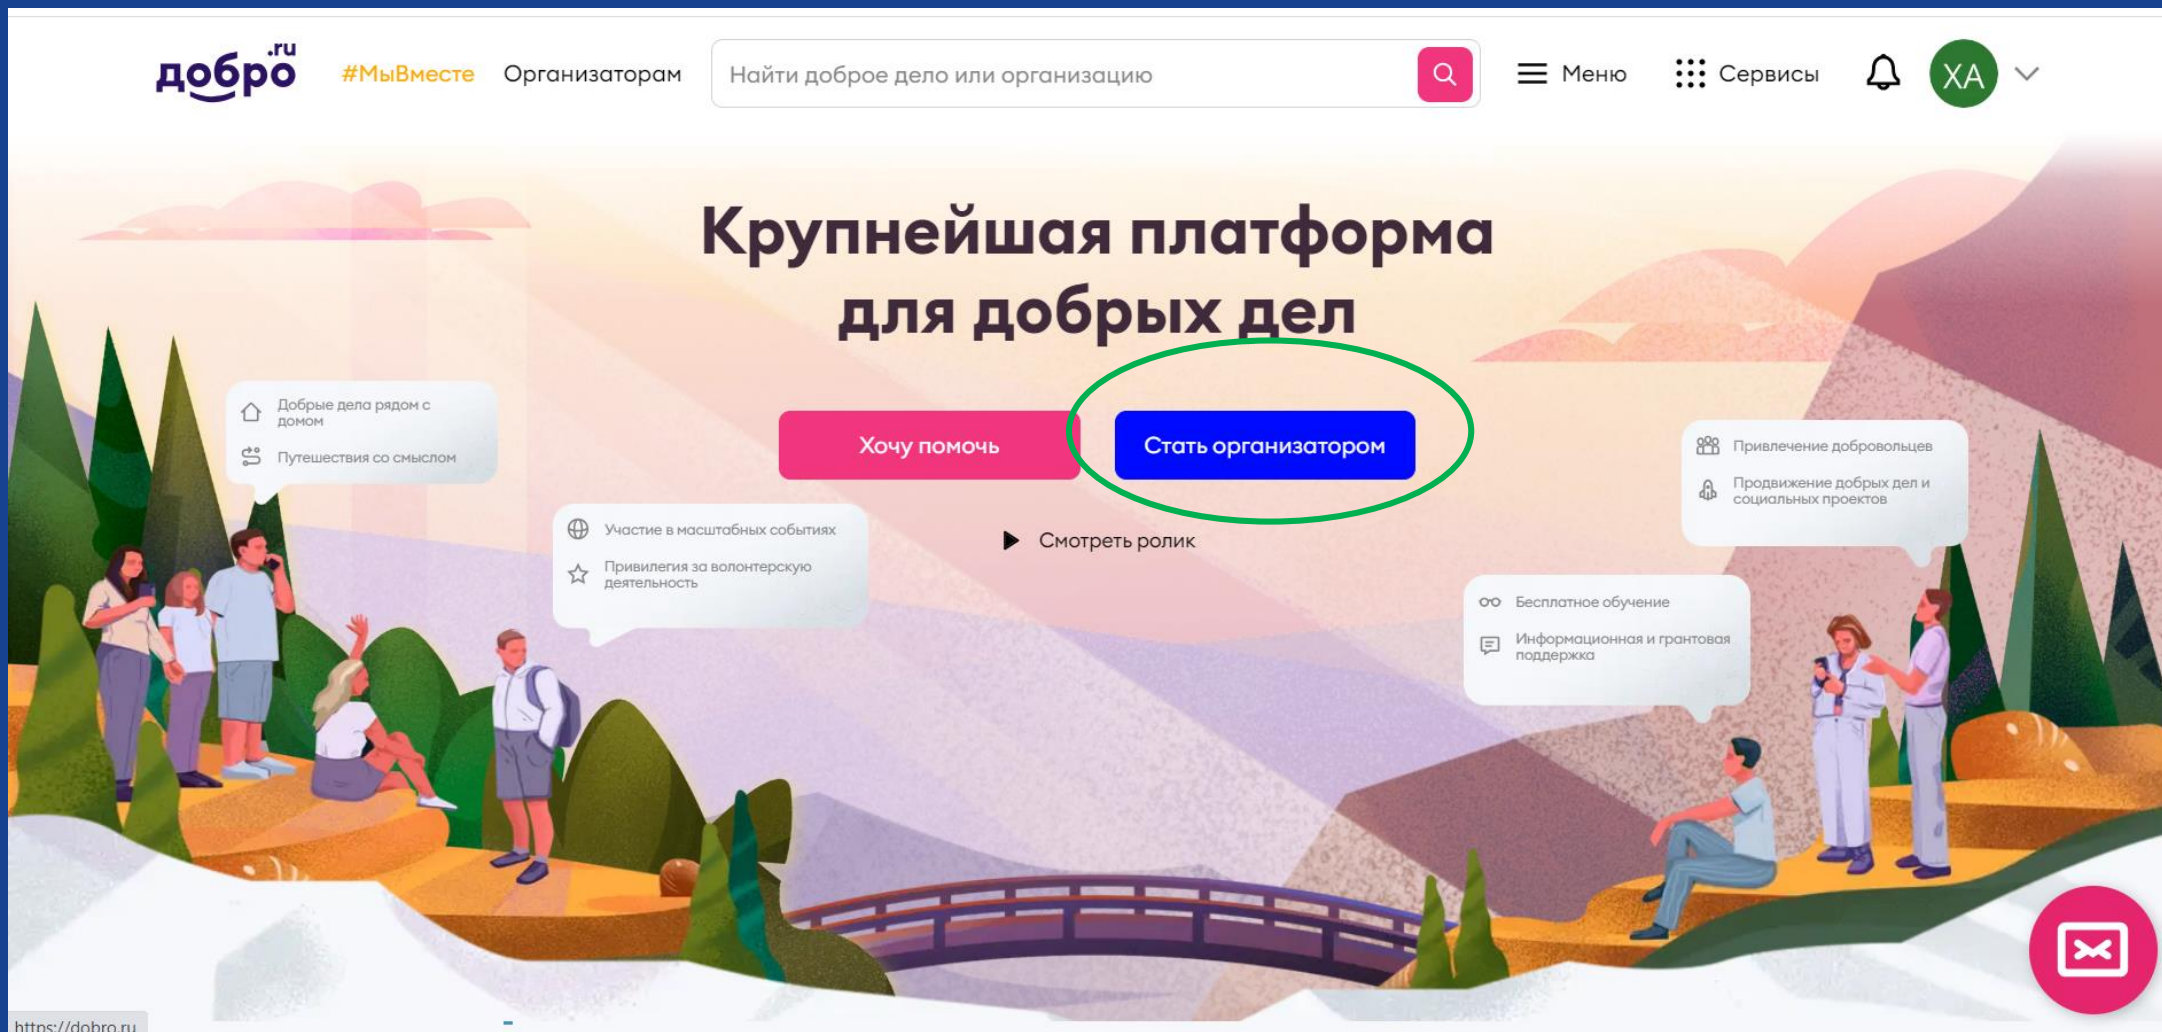 добро.ru
#МыВместе
Организаторам
Найти доброе дело или организацию
Меню
Сервисы
ХА
Крупнейшая платформа
для добрых дел
Хочу помочь
Стать организатором
Смотреть ролик
Добрые дела рядом с
домом
Путешествия со смыслом
Участие в масштабных событиях
Привилегия за волонтерскую
деятельность
Привлечение добровольцев
Продвижение добрых дел и
социальных проектов
Бесплатное обучение
Информационная и грантовая
поддержка
https://dobro.ru